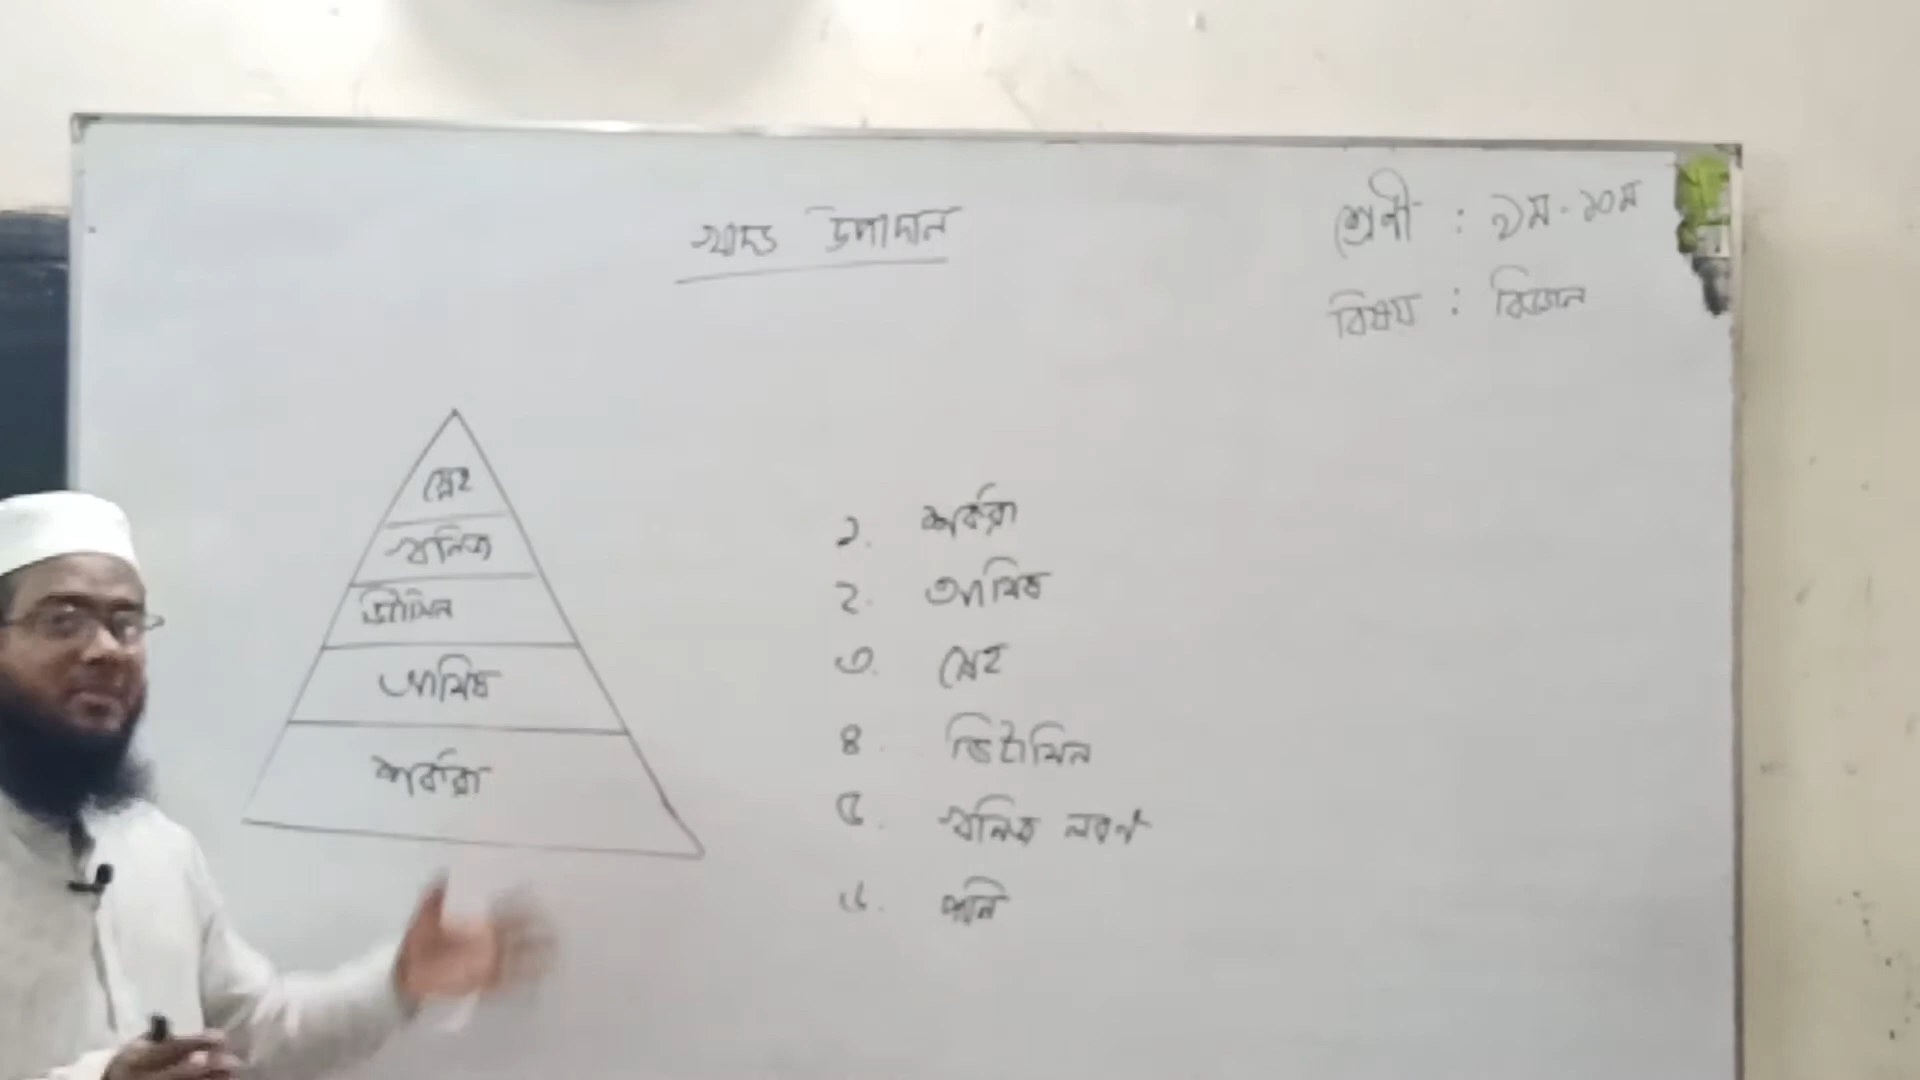 খাদ্য উপাদান
শ্রেণী : ৯ম - ১০ম
বিষয় : বিজ্ঞান
স্নেহ
খনিজ
ভিটামিন
আমিষ
শর্করা
১. শর্করা
২. আমিষ
৩. স্নেহ
৪. ভিটামিন
৫. খনিজ লবণ
৬. পানি